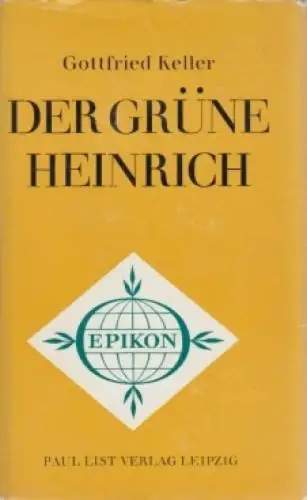 Gottfried Keller
DER GRÜNE
HEINRICH
EPIKON
PAUL LIST VERLAG LEIPZIG